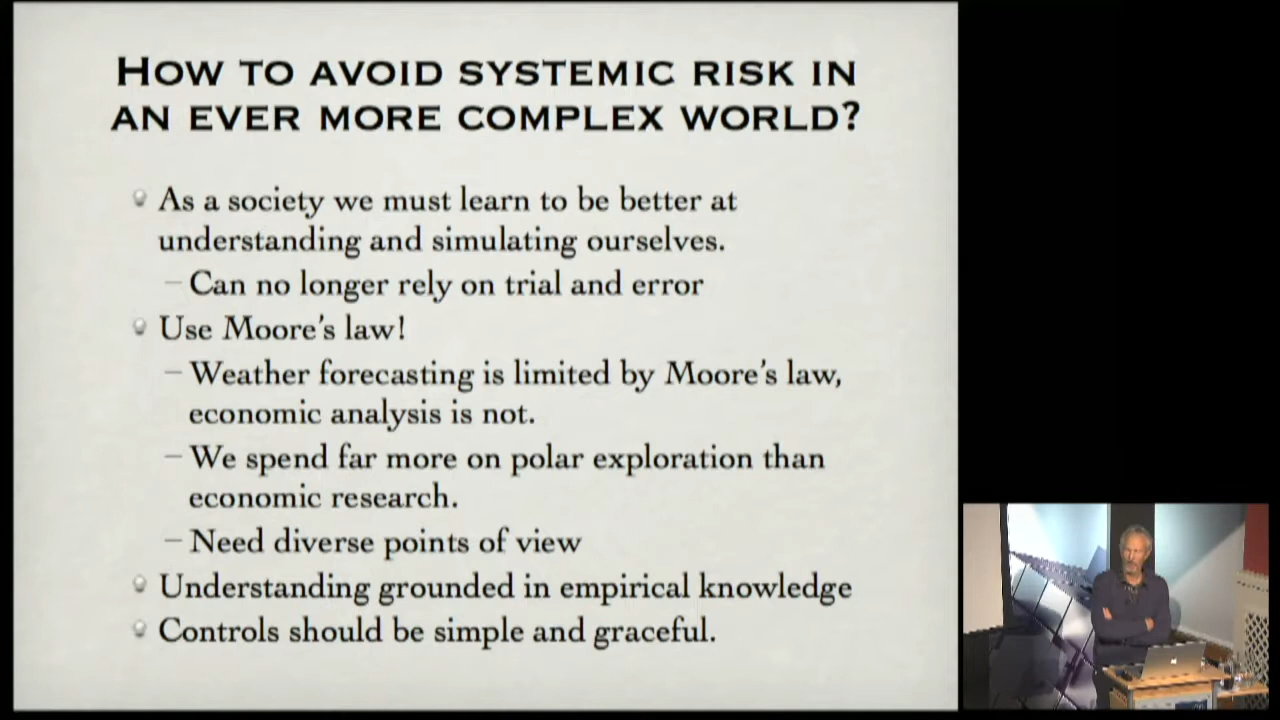 HOW TO AVOID SYSTEMIC RISK IN
AN EVER MORE COMPLEX WORLD?
As a society we must learn to be better at
understanding and simulating ourselves.
– Can no longer rely on trial and error
Use Moore's law!
– Weather forecasting is limited by Moore's law,
economic analysis is not.
– We spend far more on polar exploration than
economic research.
– Need diverse points of view
Understanding grounded in empirical knowledge
Controls should be simple and graceful.